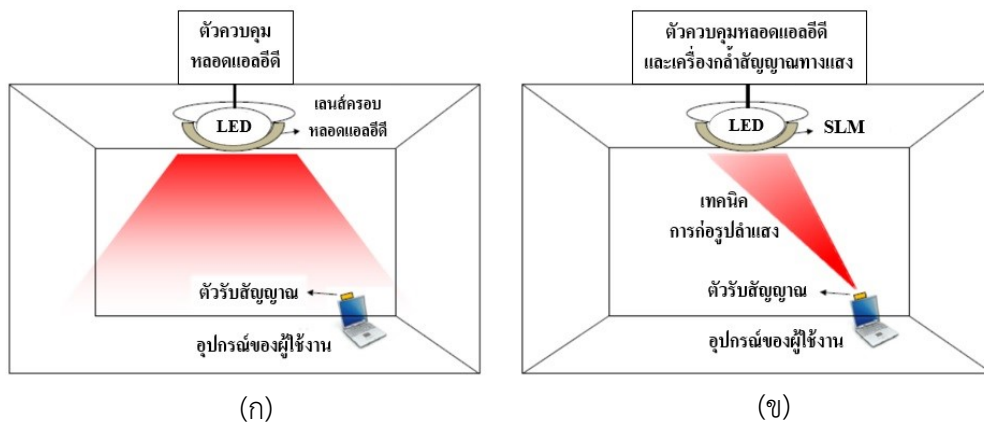 ตัวควบคุม
หลอดแอลอีดี
เลนส์ครอบ
หลอดแอลอีดี
LED
ตัวรับสัญญาณ
อุปกรณ์ของผู้ใช้งาน
(ก)
ตัวควบคุมหลอดแอลอีดี
และเครื่องกล้ำสัญญาณทางแสง
LED
SLM
เทคนิค
การก่อรูปลำแสง
ตัวรับสัญญาณ
อุปกรณ์ของผู้ใช้งาน
(ข)